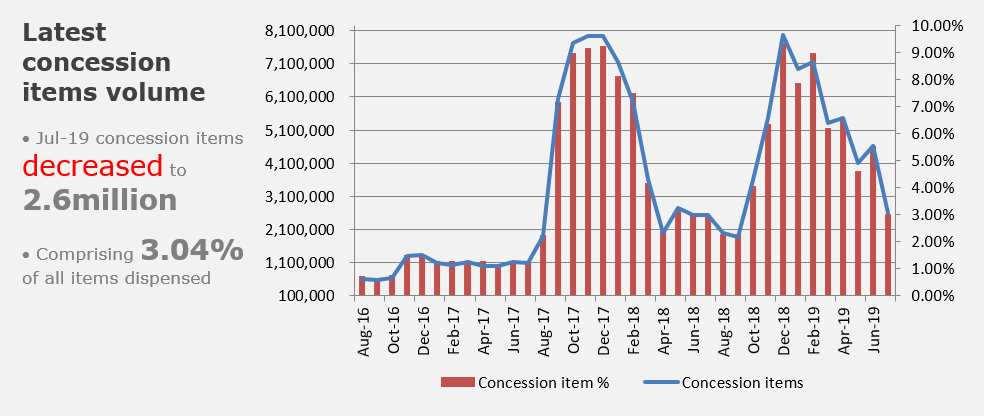 Latest
concession
items volume
• Jul-19 concession items
decreased to
2.6million
• Comprising 3.04%
of all items dispensed
8,100,000
7,100,000
6,100,000
5,100,000
4,100,000
3,100,000
2,100,000
1,100,000
100,000
10.00%
9.00%
8.00%
7.00%
6.00%
5.00%
4.00%
3.00%
2.00%
1.00%
0.00%
Aug-16
Oct-16
Dec-16
Feb-17
Apr-17
Jun-17
Aug-17
Oct-17
Dec-17
Feb-18
Apr-18
Jun-18
Aug-18
Oct-18
Dec-18
Feb-19
Apr-19
Jun-19
Concession item %
Concession items